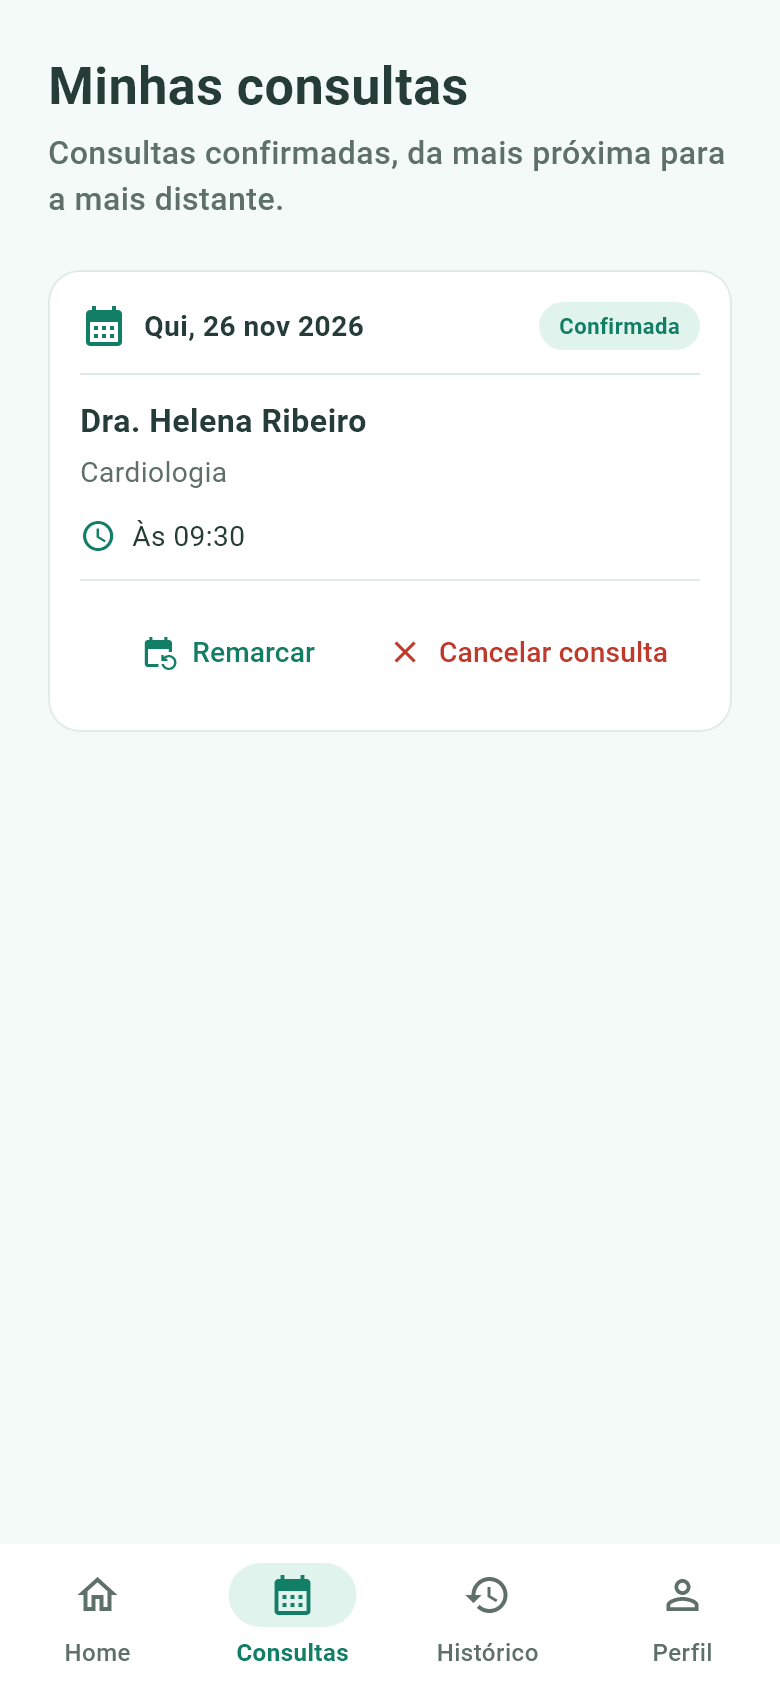 Minhas consultas
Consultas confirmadas, da mais próxima para
a mais distante.
Qui, 26 nov 2026
Confirmada
Dra. Helena Ribeiro
Cardiologia
Às 09:30
Remarcar
Cancelar consulta
Home
Consultas
Histórico
Perfil